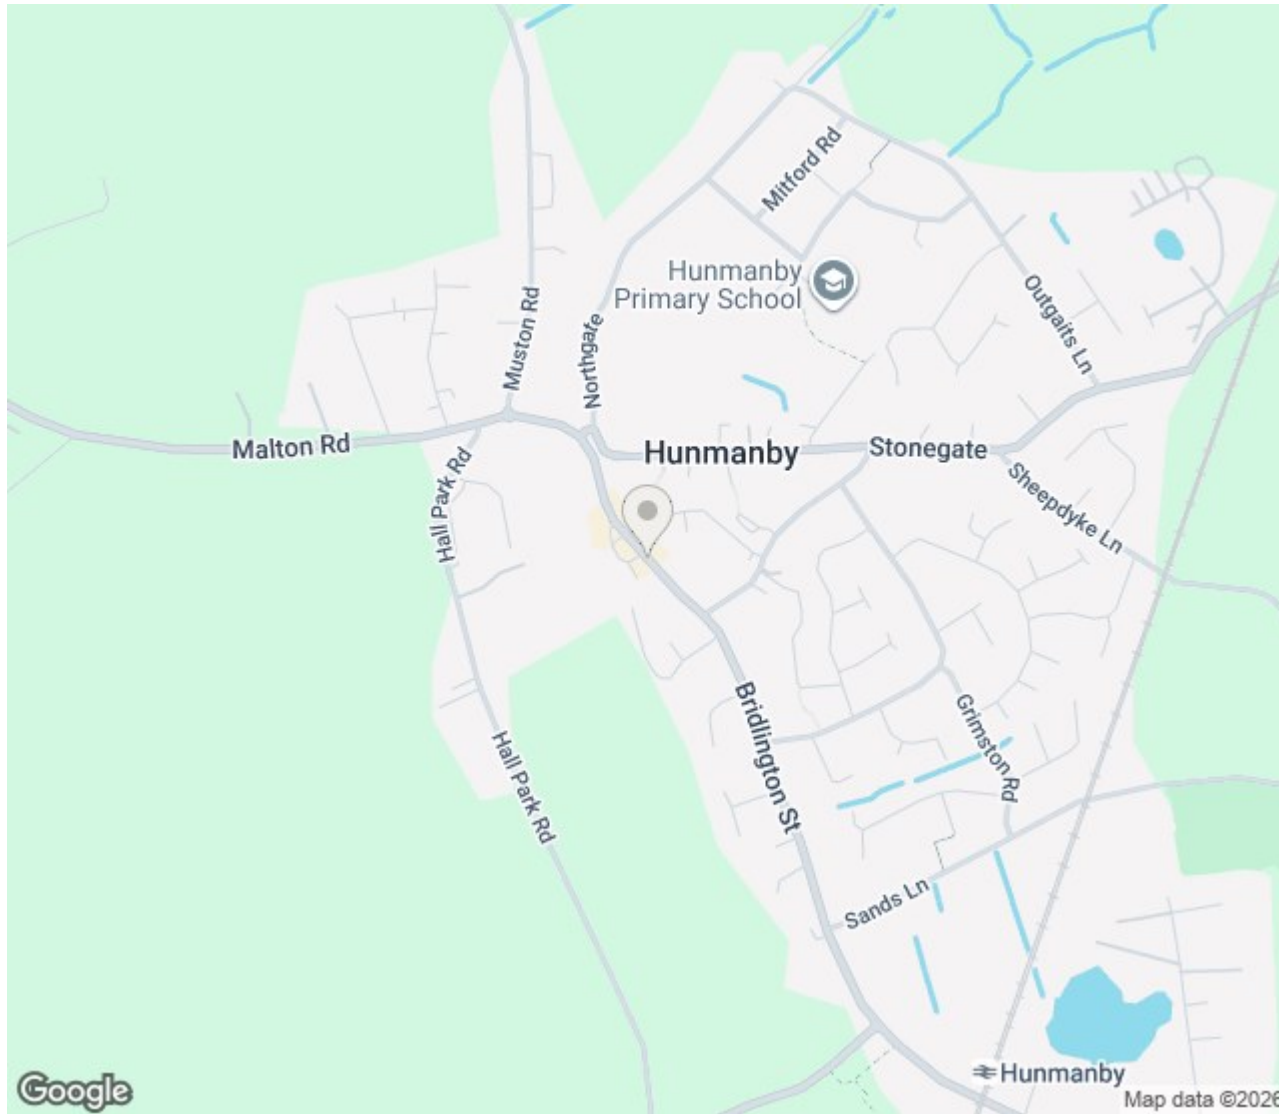 Mitford Rd
Hunmanby
Primary School
Outgaits Ln
Muston Rd
Northgate
Malton Rd
Hunmanby
Stonegate
Hall Park Rd
Sheepdyke Ln
Bridlington St
Grimston Rd
Hall Park Rd
Sands Ln
Hunmanby
Google
Map data ©2026